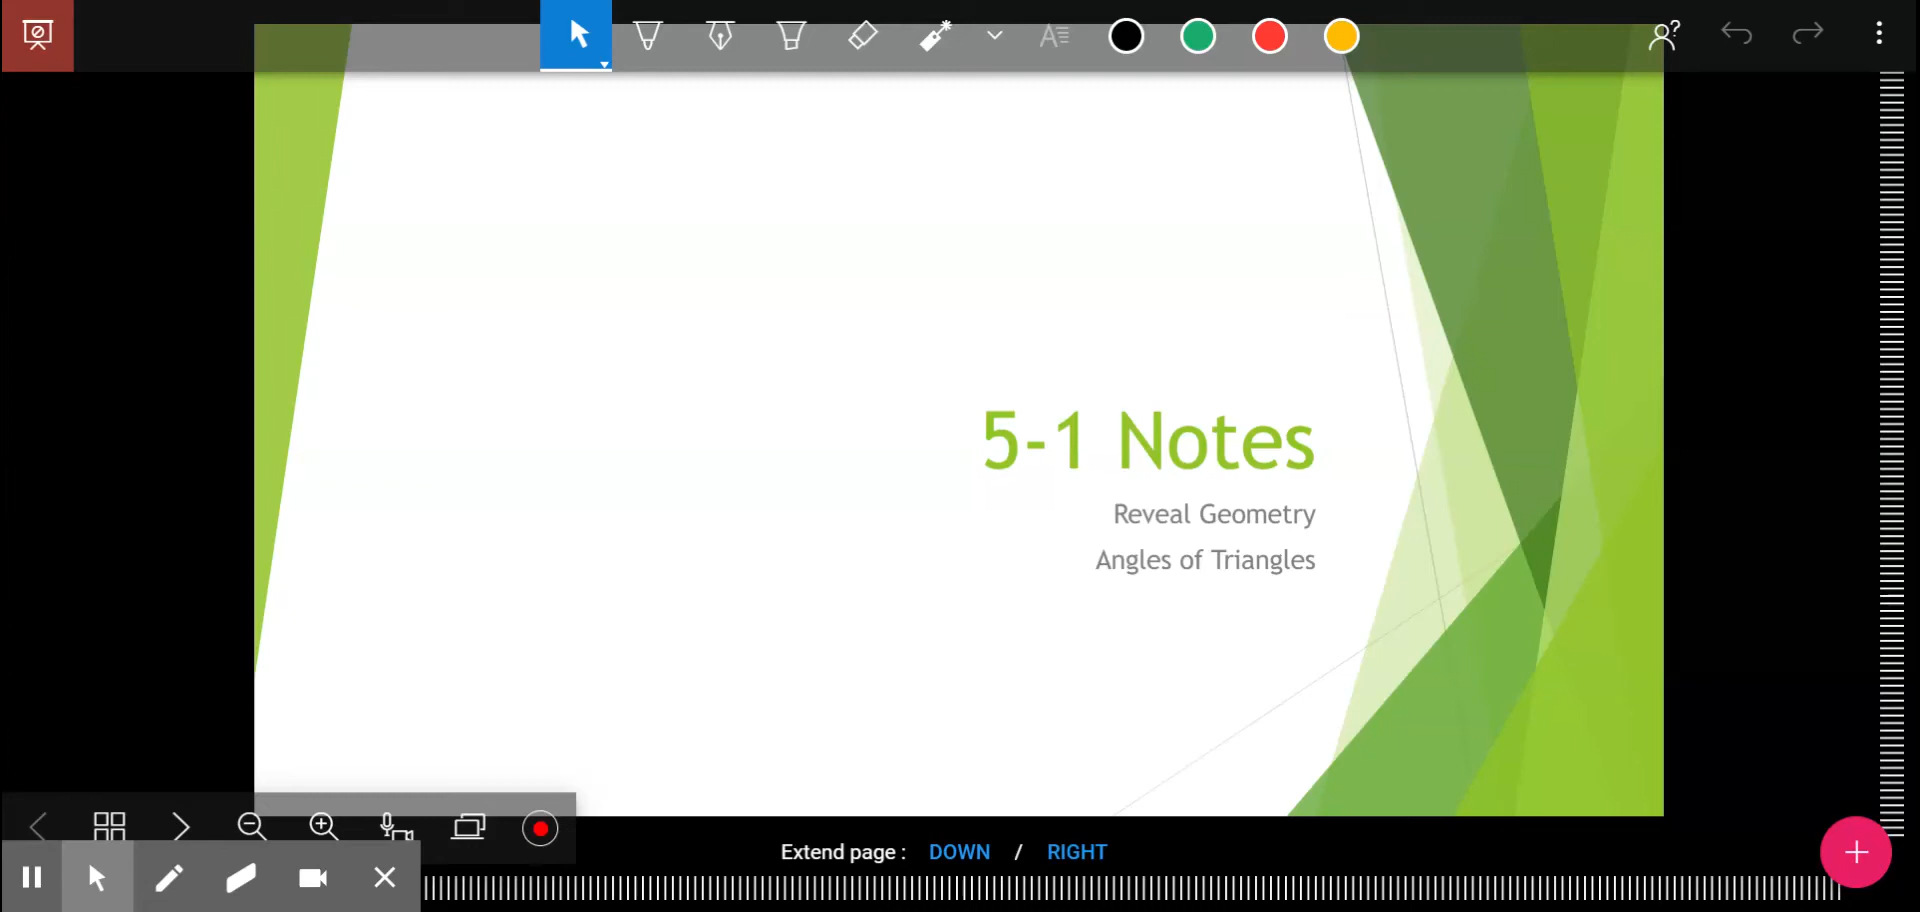 5-1 Notes
Reveal Geometry
Angles of Triangles
Extend page : DOWN / RIGHT